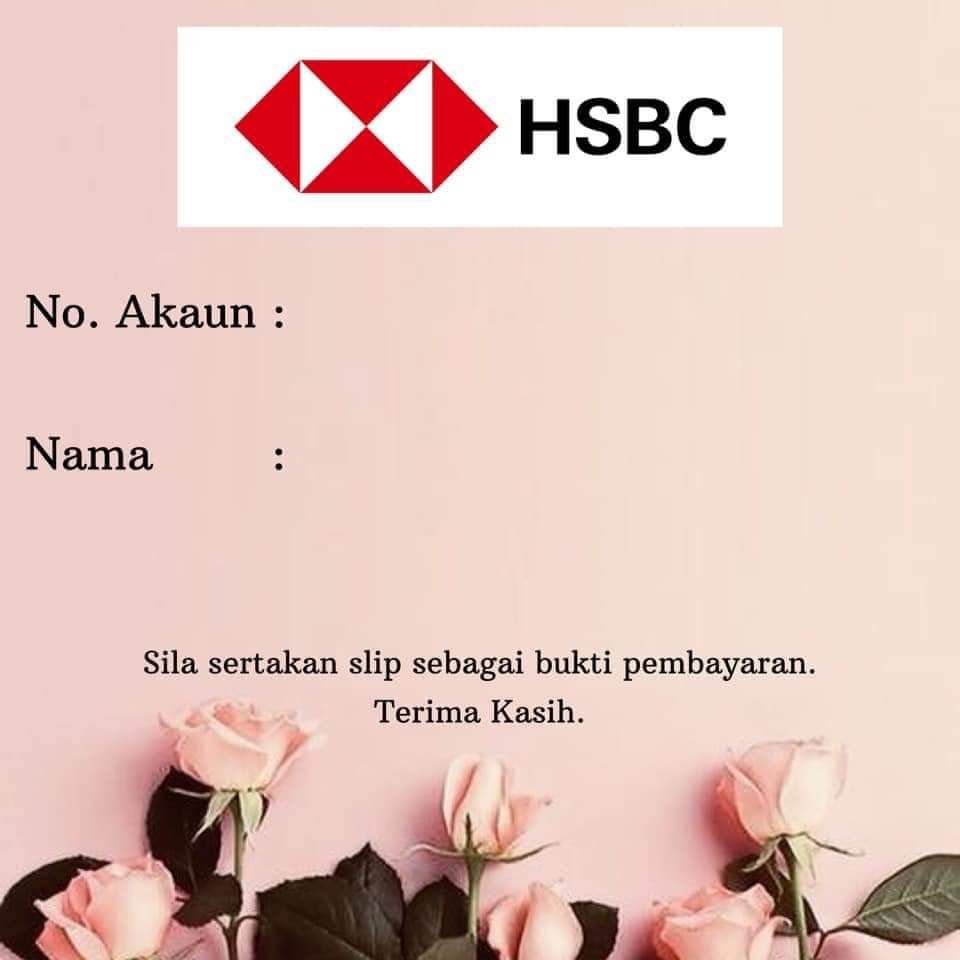 HSBC
No. Akaun :
Nama :
Sila sertakan slip sebagai bukti pembayaran.
Terima Kasih.